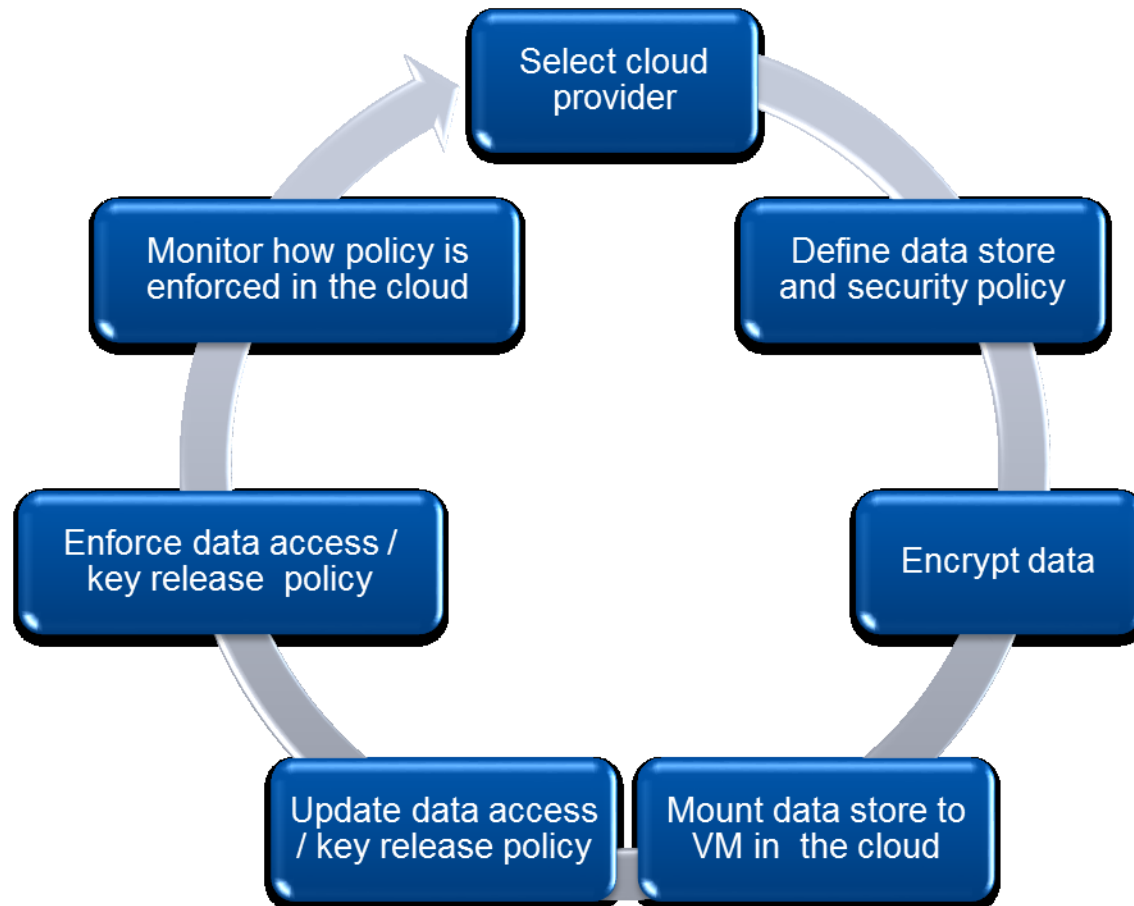 Select cloud
provider
Define data store
and security policy
Encrypt data
Mount data store to
VM in  the cloud
Update data access
/ key release policy
Enforce data access /
key release  policy
Monitor how policy is
enforced in the cloud